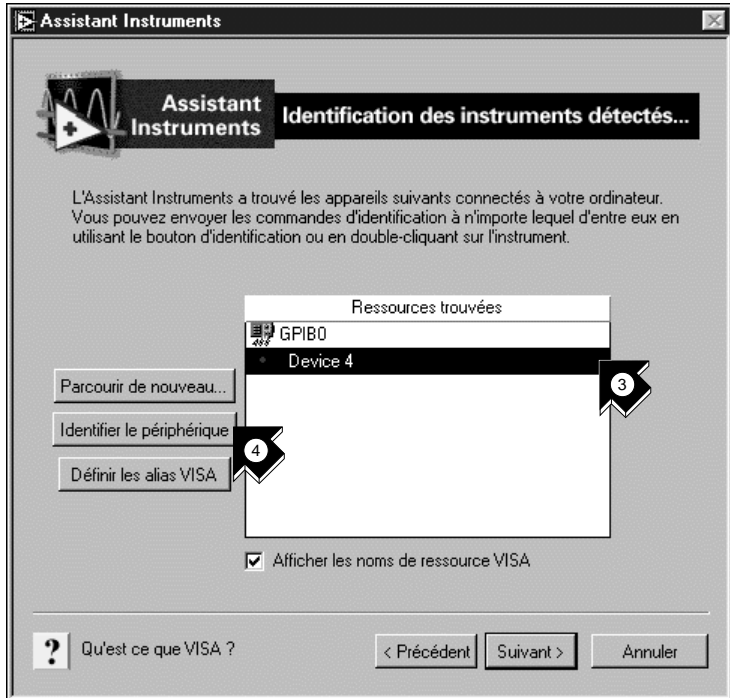 Assistant Instruments
Assistant
Instruments
Identification des instruments détectés...
L'Assistant Instruments a trouvé les appareils suivants connectés à votre ordinateur.
Vous pouvez envoyer les commandes d'identification à n'importe lequel d'entre eux en
utilisant le bouton d'identification ou en double-cliquant sur l'instrument.
Ressources trouvées
GPIB0
Device 4
3
Parcourir de nouveau...
Identifier le périphérique
4
Définir les alias VISA
Afficher les noms de ressource VISA
? Qu'est ce que VISA ?
< Précédent
Suivant >
Annuler